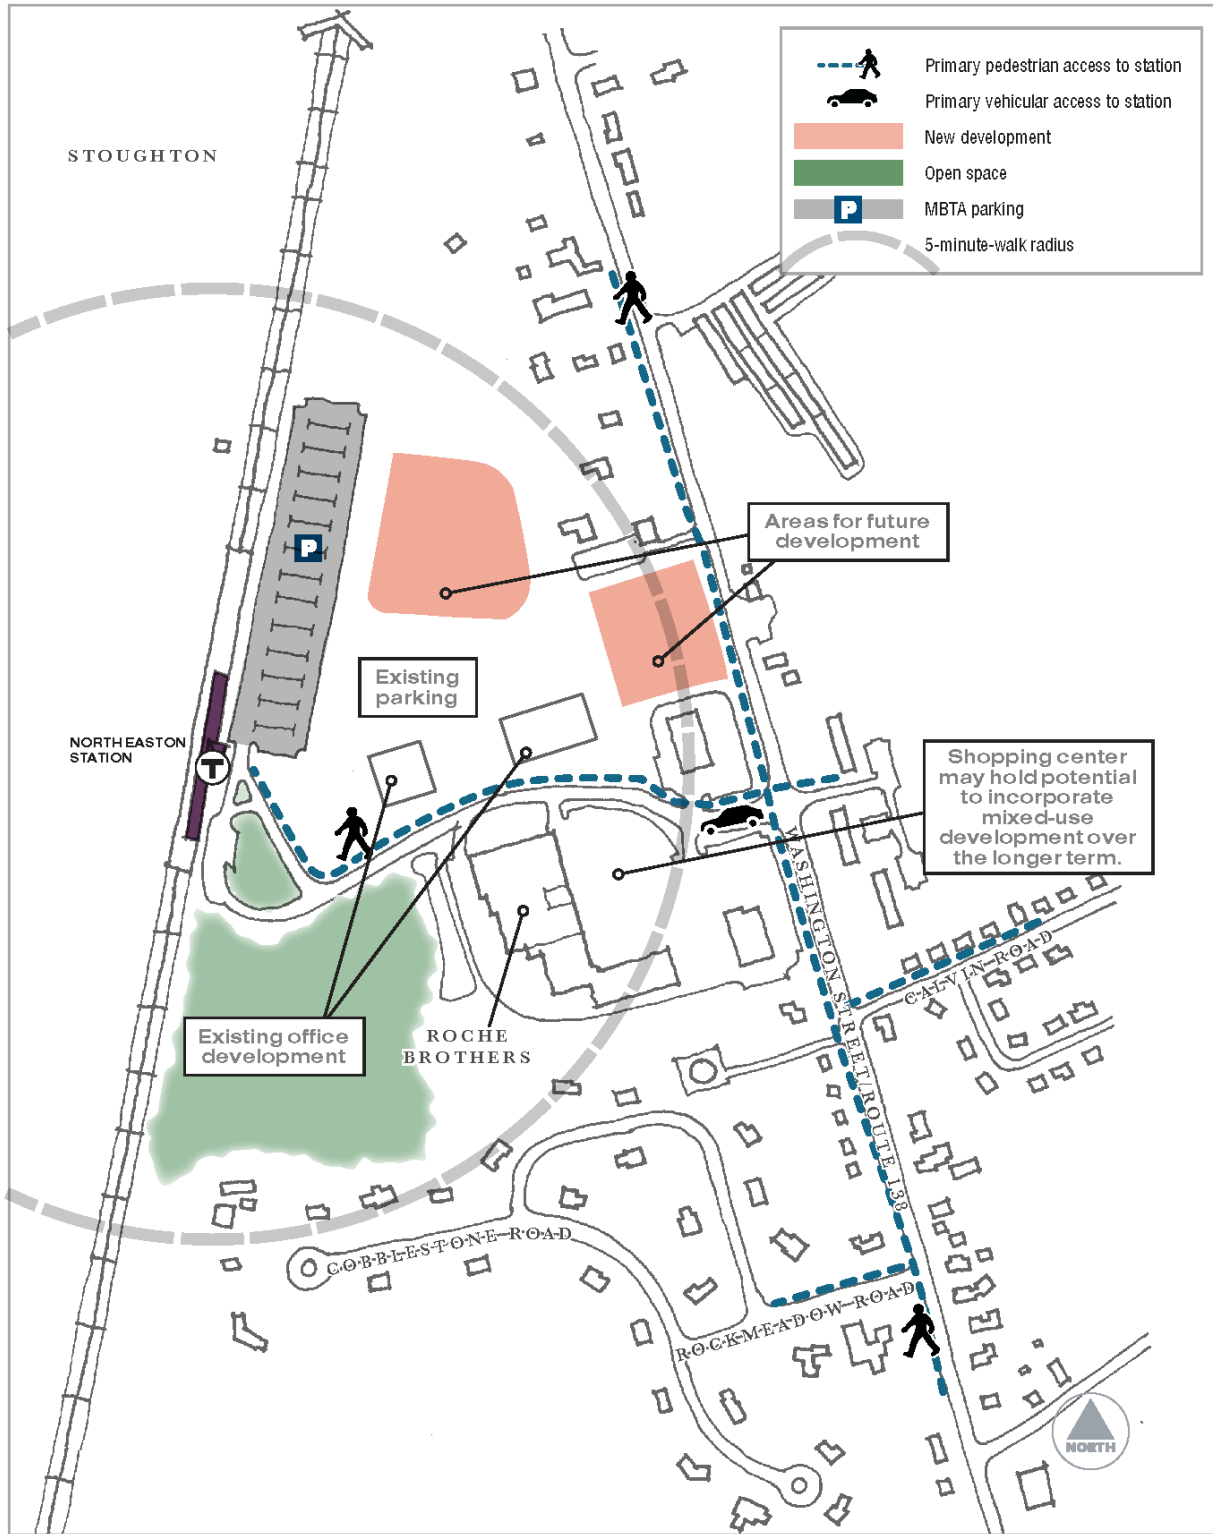 Primary pedestrian access to station
Primary vehicular access to station
New development
Open space
P
MBTA parking
5-minute-walk radius
STOUGHTON
Areas for future
development
P
Existing
parking
NORTH EASTON
STATION
T
Shopping center
may hold potential
to incorporate
mixed-use
development over
the longer term.
WASHINGTON STREET/ROUTE 138
CALVIN ROAD
Existing office
development
ROCHE
BROTHERS
COBBLESTONE ROAD
ROCKMEADOW ROAD
NORTH